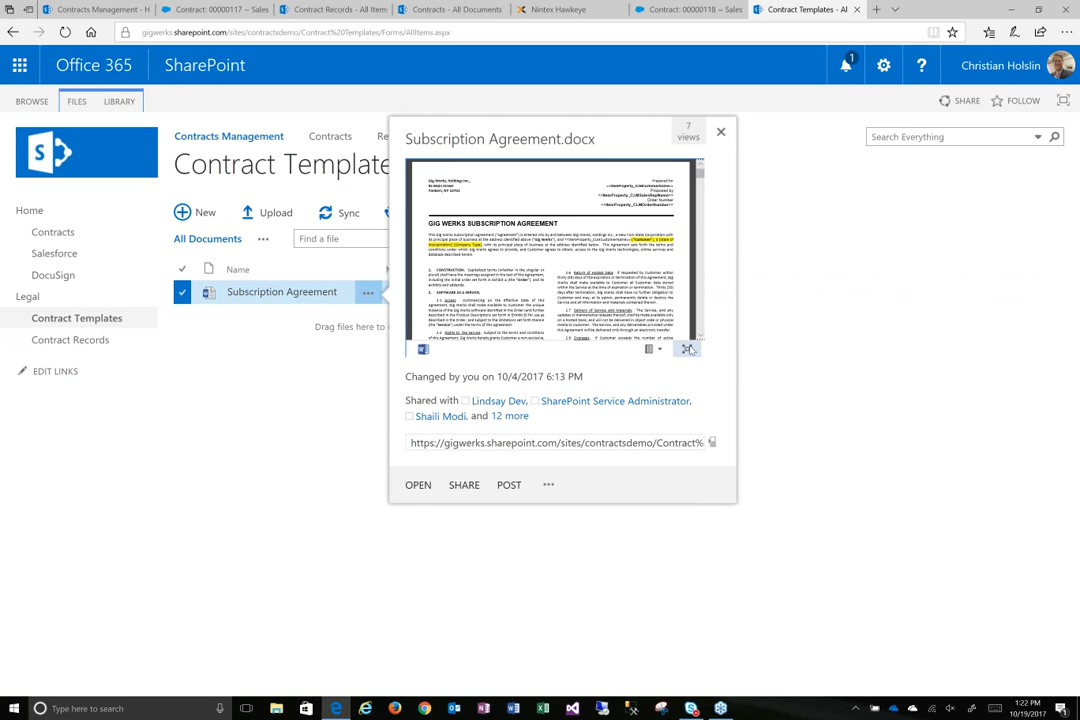 Contracts Management - H
Contract: 00000117 ~ Sales
Contract Records - All Item
Contracts - All Documents
Nintex Hawkeye
Contract: 00000118 ~ Sales
Contract Templates - Al
gigwerks.sharepoint.com/sites/contractsdemo/Contract%20Templates/Forms/AllItems.aspx
Office 365
SharePoint
1
Christian Holslin
BROWSE
FILES
LIBRARY
SHARE
FOLLOW
Contracts Management
Contracts
Re
Search Everything
Contract Template
New
Upload
Sync
All Documents
Find a file
Name
Subscription Agreement
Drag files here to
Home
Contracts
Salesforce
DocuSign
Legal
Contract Templates
Contract Records
EDIT LINKS
Subscription Agreement.docx
7
views
GIG WERKS SUBSCRIPTION AGREEMENT
Changed by you on 10/4/2017 6:13 PM
Shared with Lindsay Dev, SharePoint Service Administrator,
Shaili Modi, and 12 more
https://gigwerks.sharepoint.com/sites/contractsdemo/Contract%
OPEN
SHARE
POST
Type here to search
1:22 PM
10/19/2017